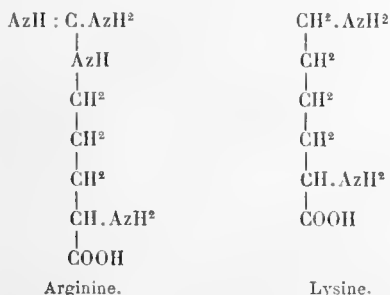 AzH : C.AzH² CH².AzH²
AzH CH²
CH² CH²
CH² CH²
CH² CH.AzH²
CH.AzH² COOH
COOH
Arginine. Lysine.